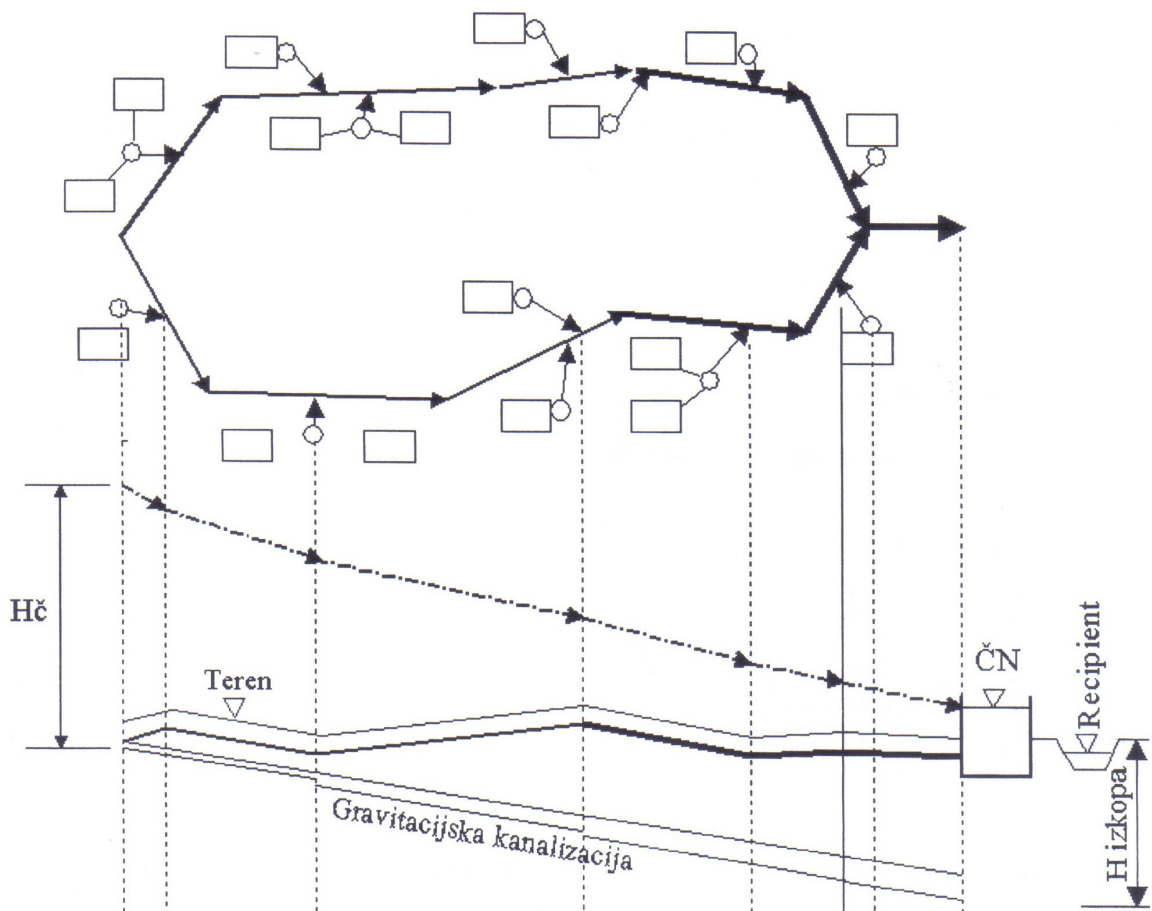 Hč
Teren
ČN
Recipient
Gravitacijska kanalizacija
H izkopa